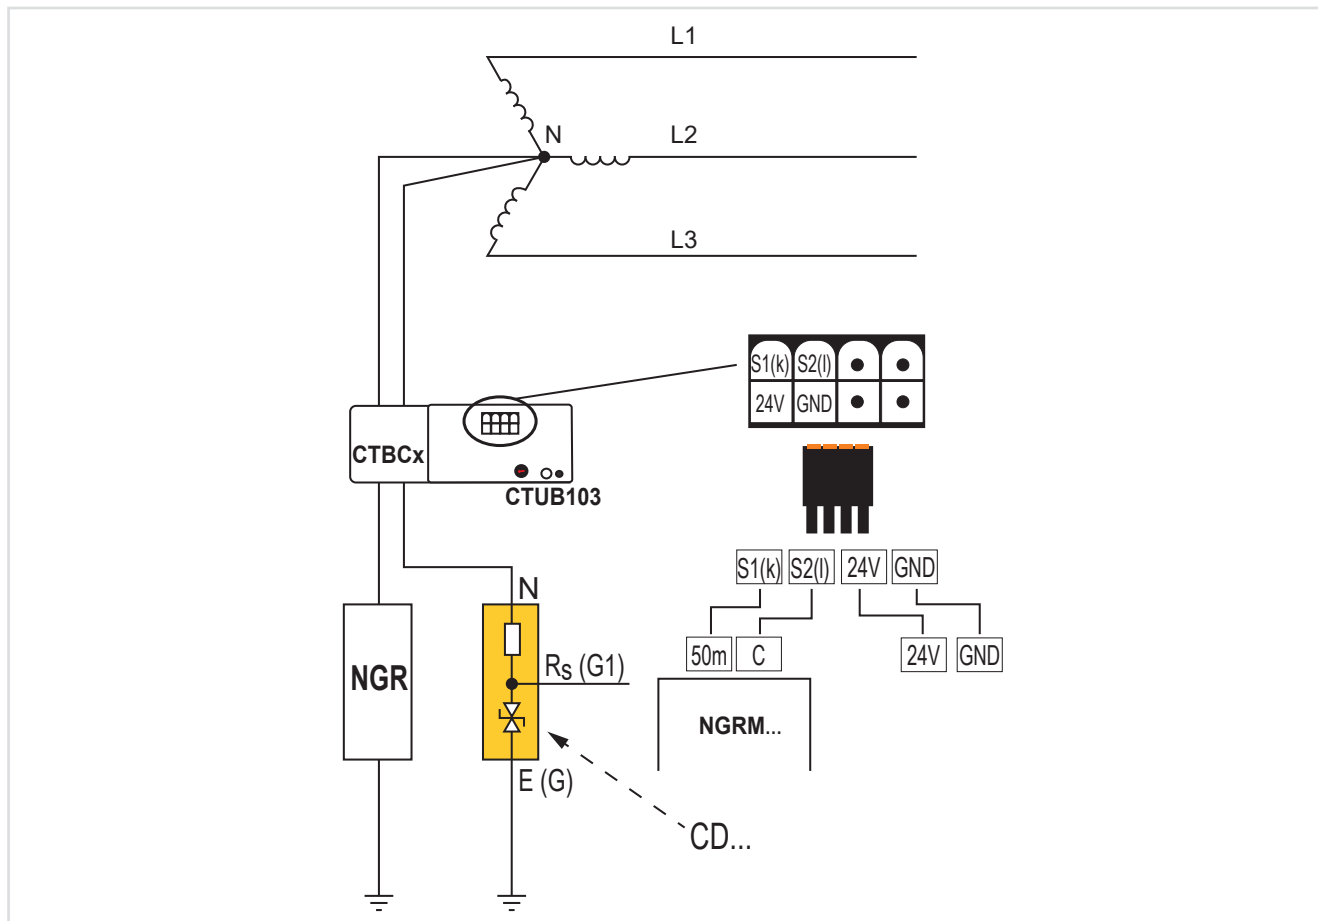 L1
N
L2
L3
S1(k) S2(l)
24V GND
CTBCx
CTUB103
S1(k) S2(l) 24V GND
N
50m C 24V GND
NGR
Rs (G1)
NGRM...
E (G)
CD...